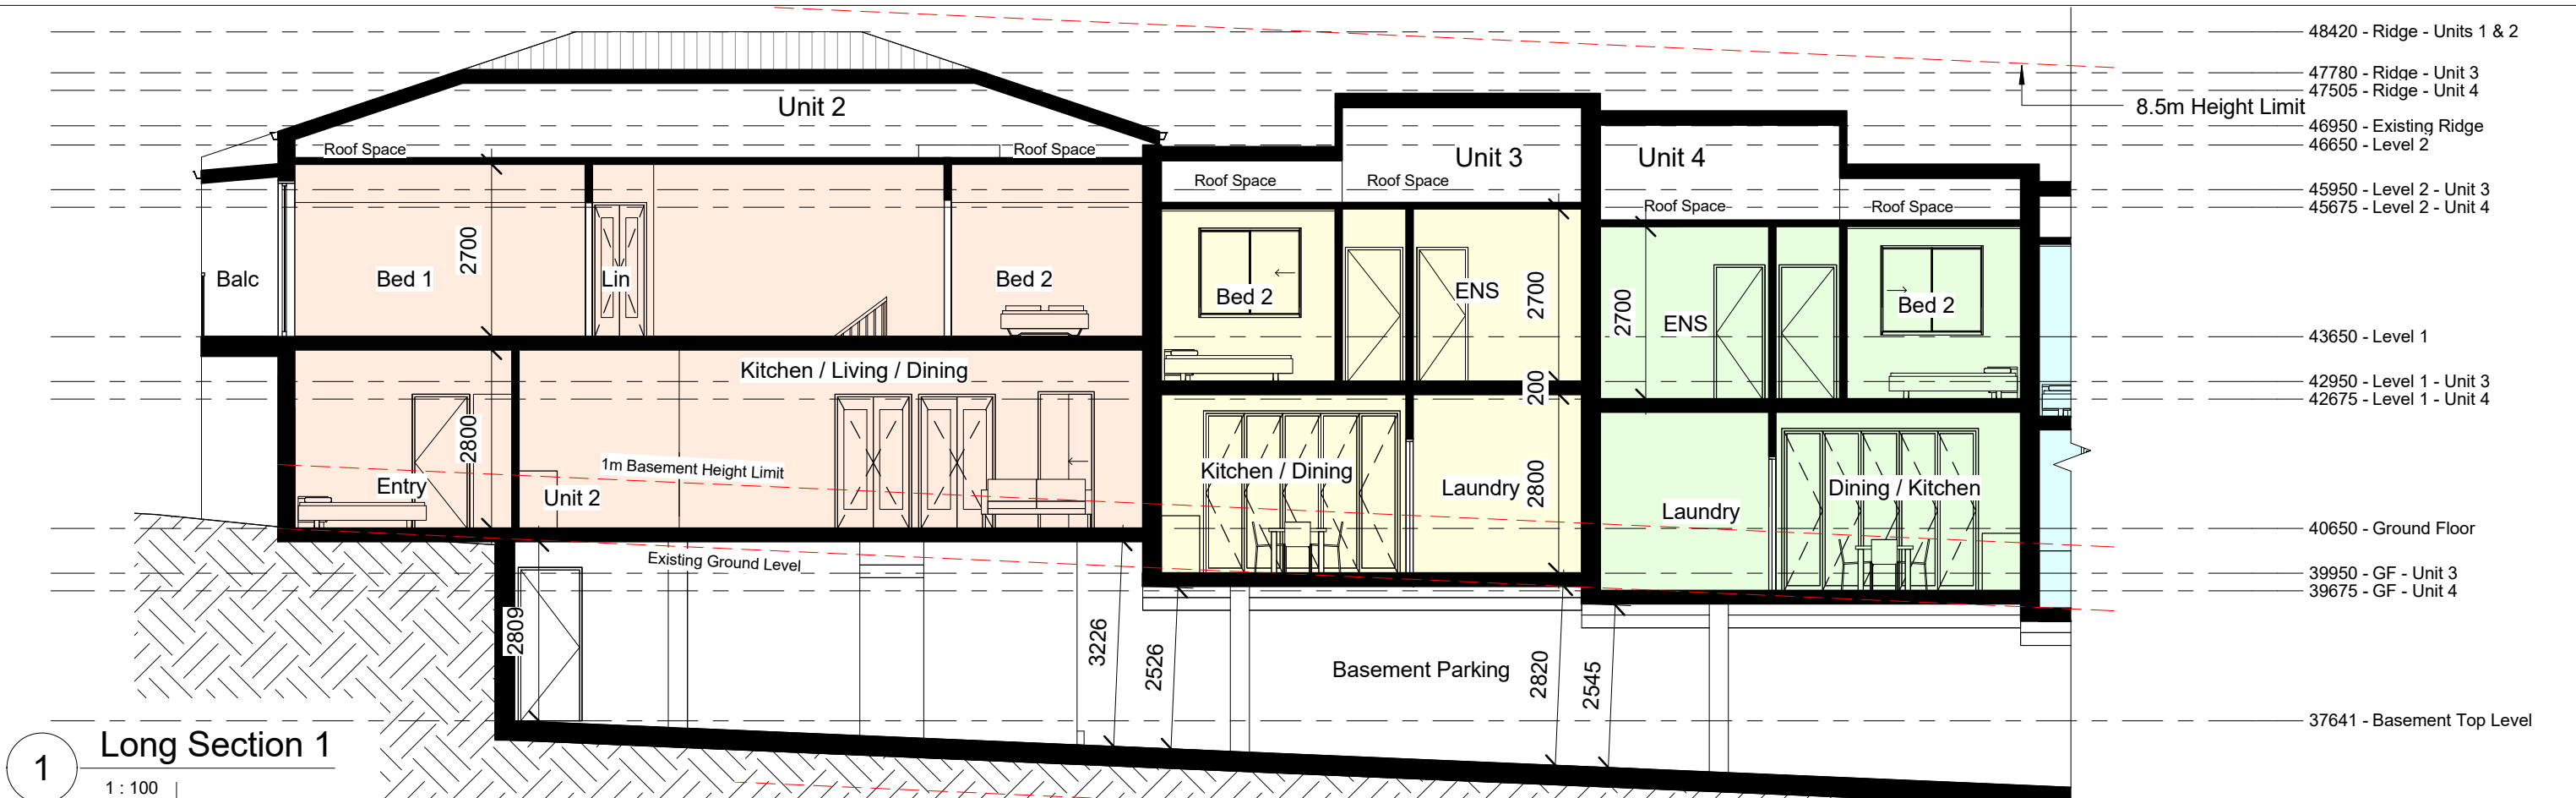 48420 - Ridge - Units 1 & 2
47780 - Ridge - Unit 3
47505 - Ridge - Unit 4
8.5m Height Limit
46950 - Existing Ridge
46650 - Level 2
45950 - Level 2 - Unit 3
45675 - Level 2 - Unit 4
43650 - Level 1
42950 - Level 1 - Unit 3
42675 - Level 1 - Unit 4
40650 - Ground Floor
39950 - GF - Unit 3
39675 - GF - Unit 4
37641 - Basement Top Level
Unit 2
Roof Space
Roof Space
Balc
Bed 1
2700
Lin
Bed 2
Kitchen / Living / Dining
2800
Entry
Unit 2
1m Basement Height Limit
Existing Ground Level
Unit 3
Roof Space
Roof Space
Bed 2
ENS
2700
200
Kitchen / Dining
Laundry
2800
Unit 4
Roof Space
Roof Space
2700
ENS
Bed 2
Laundry
Dining / Kitchen
2809
3226
2526
Basement Parking
2820
2545
1
Long Section 1
1 : 100